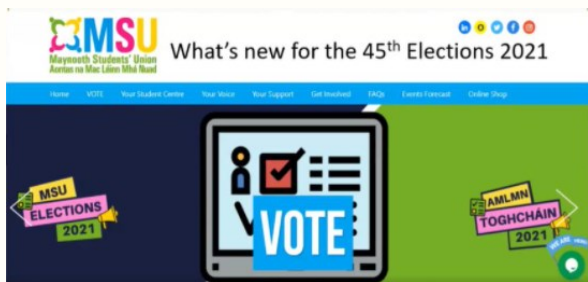 MSU
Maynooth Students' Union
Aontas na Mac Léinn Mhá Nuad
What's new for the 45th Elections 2021
Home VOTE Your Student Centre Your Voice Your Support Get Involved FAQs Events Forecast Online Shop
MSU
ELECTIONS
2021
VOTE
AMLMN
TOGHCHÁIN
2021
WE ARE